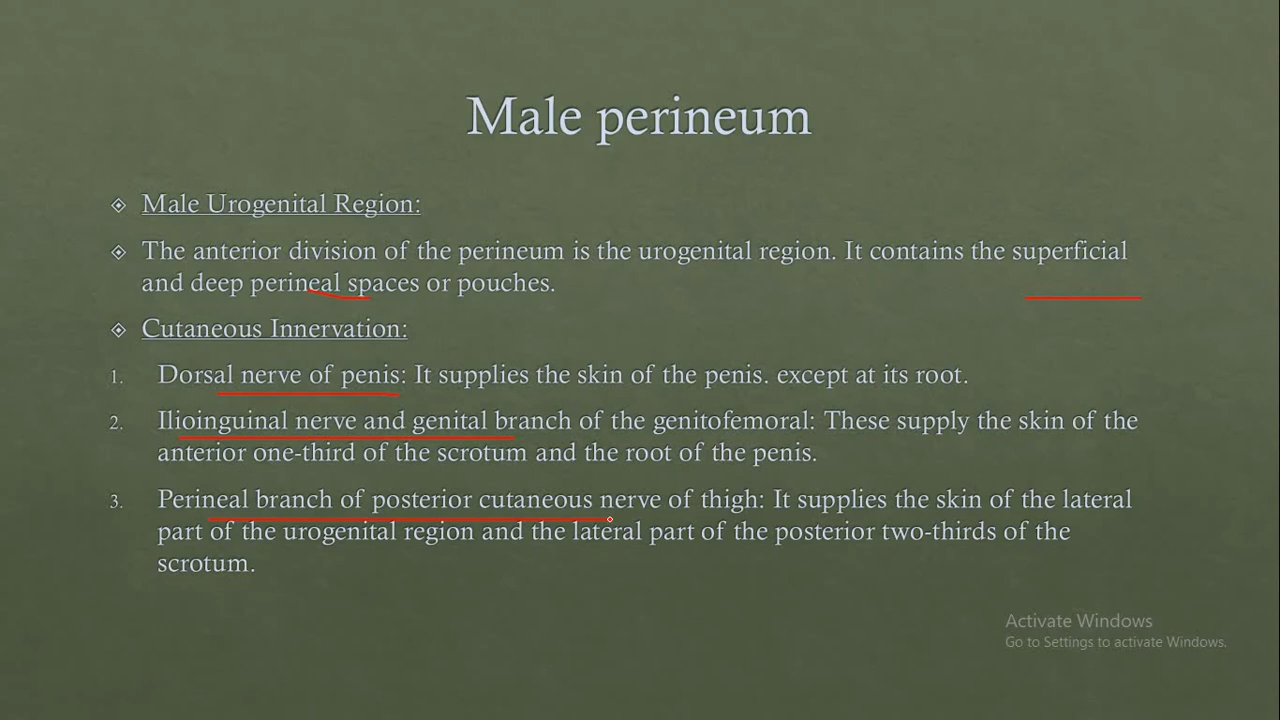 Male perineum
Male Urogenital Region:
The anterior division of the perineum is the urogenital region. It contains the superficial
and deep perineal spaces or pouches.
Cutaneous Innervation:
1. Dorsal nerve of penis: It supplies the skin of the penis. except at its root.
2. Ilioinguinal nerve and genital branch of the genitofemoral: These supply the skin of the
anterior one-third of the scrotum and the root of the penis.
3. Perineal branch of posterior cutaneous nerve of thigh: It supplies the skin of the lateral
part of the urogenital region and the lateral part of the posterior two-thirds of the
scrotum.
Activate Windows
Go to Settings to activate Windows.